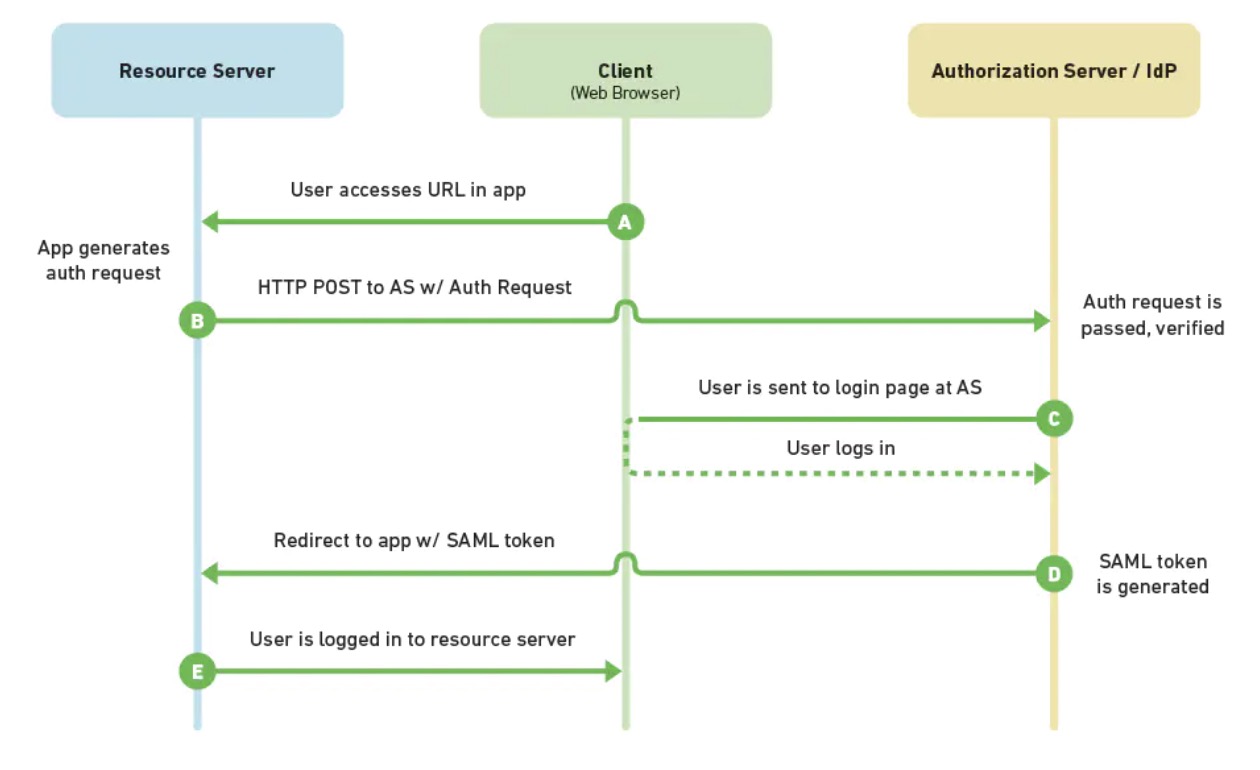 Resource Server
Client
(Web Browser)
Authorization Server / IdP
User accesses URL in app
A
App generates
auth request
HTTP POST to AS w/ Auth Request
B
Auth request is
passed, verified
User is sent to login page at AS
C
User logs in
Redirect to app w/ SAML token
D
SAML token
is generated
User is logged in to resource server
E